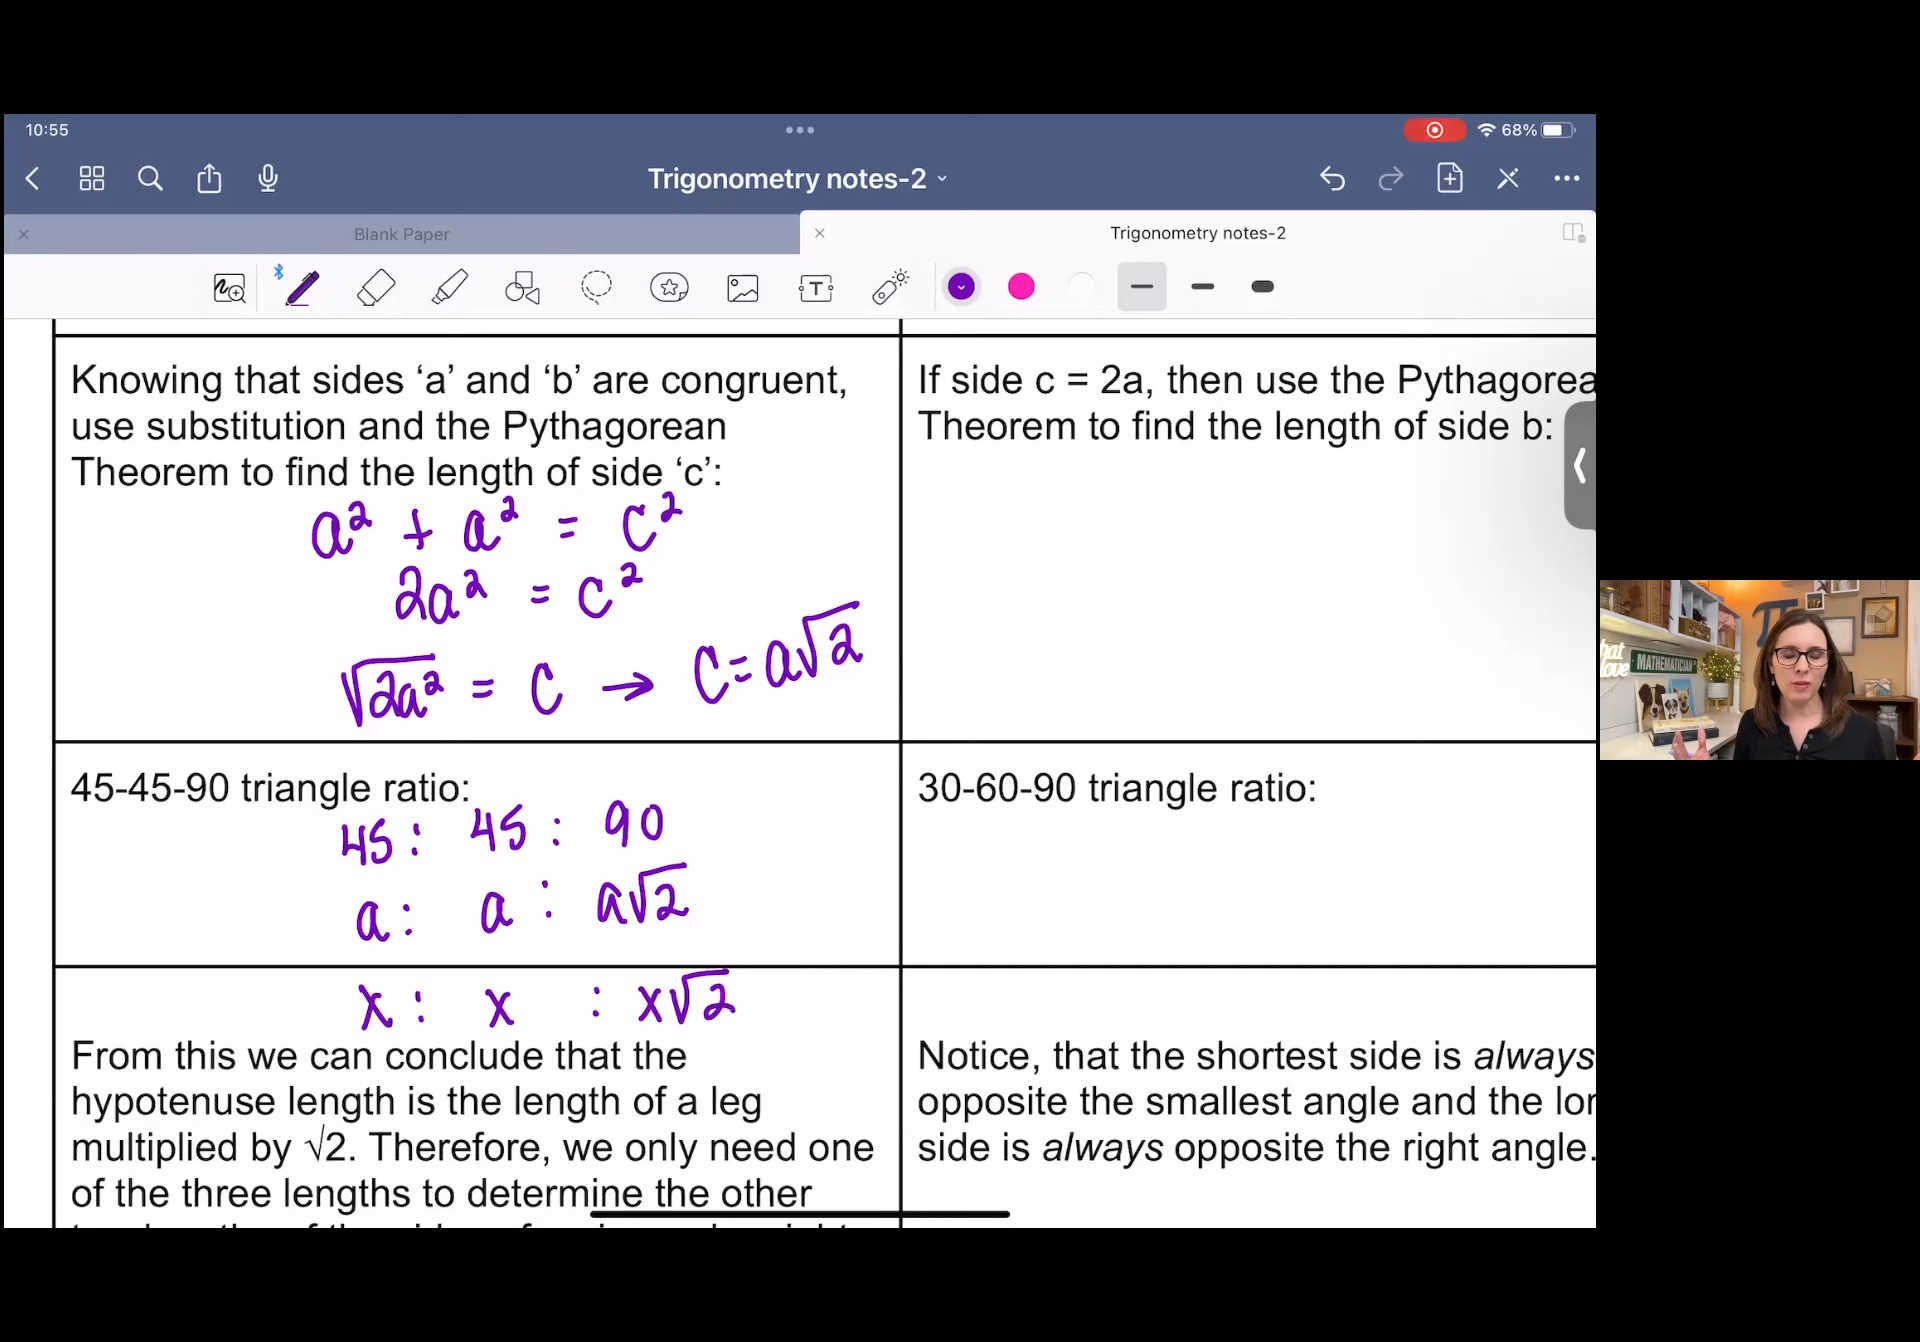 10:55
68%
Trigonometry notes-2
Blank Paper
Trigonometry notes-2
T
Knowing that sides ‘a’ and ‘b’ are congruent,
use substitution and the Pythagorean
Theorem to find the length of side ‘c’:
a² + a² = c²
2a² = c²
√2a² = c → c = a√2
If side c = 2a, then use the Pythagorea
Theorem to find the length of side b:
45-45-90 triangle ratio:
45 : 45 : 90
a : a : a√2
30-60-90 triangle ratio:
x : x : x√2
From this we can conclude that the
hypotenuse length is the length of a leg
multiplied by √2. Therefore, we only need one
of the three lengths to determine the other
Notice, that the shortest side is always
opposite the smallest angle and the lon
side is always opposite the right angle.
MATHEMATICIAN